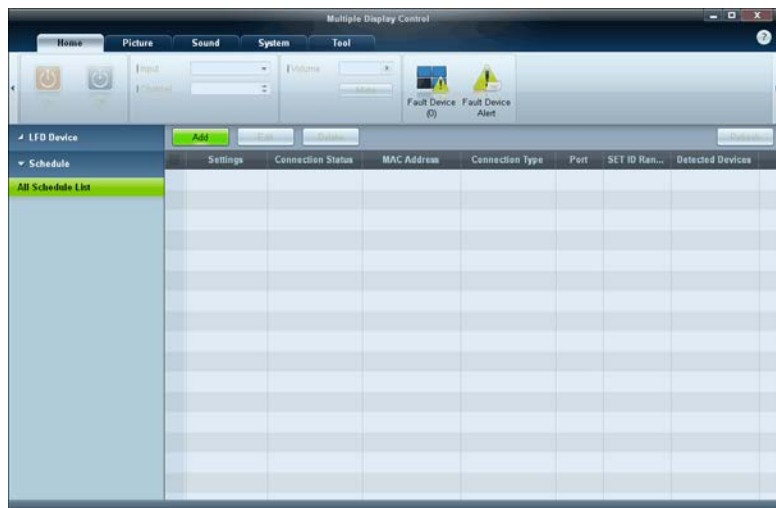 Multiple Display Control
Home Picture Sound System Tool
Input Volume
Channel Mute
On Off
Fault Device (0) Fault Device Alert
LFD Device
Add Edit Delete Refresh
Schedule
Settings Connection Status MAC Address Connection Type Port SET ID Ran... Detected Devices
All Schedule List